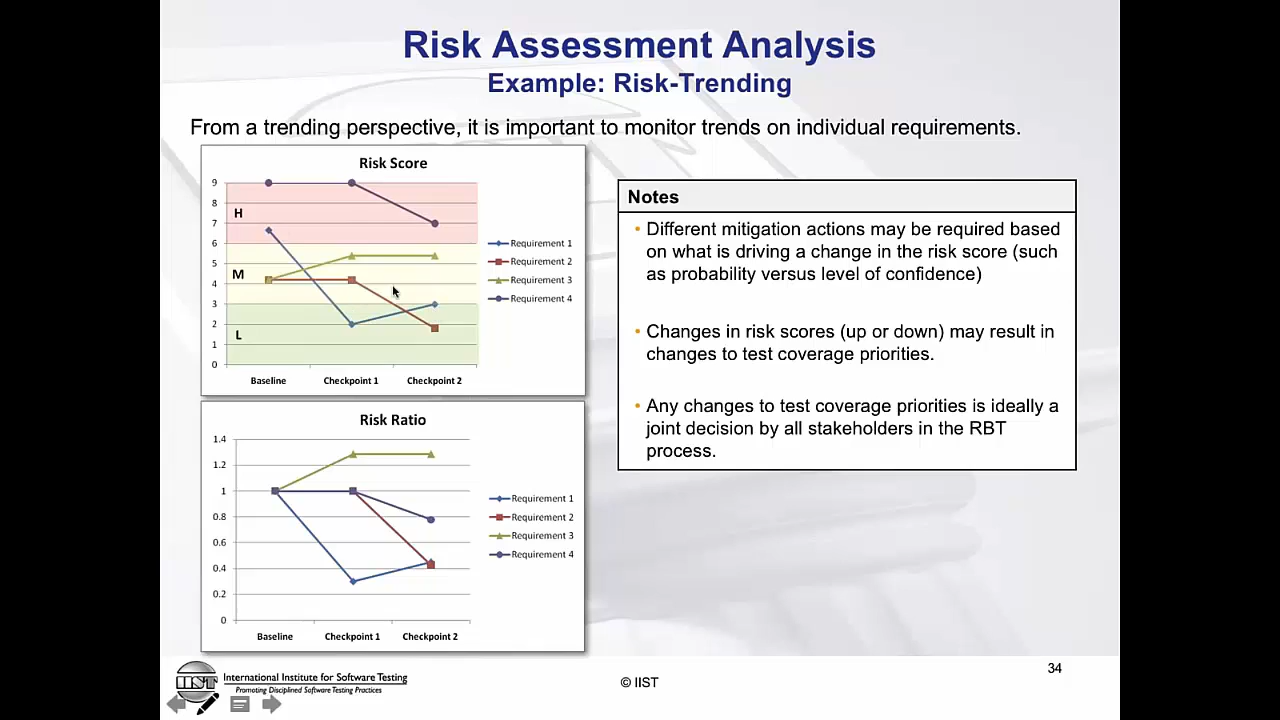 Risk Assessment Analysis
Example: Risk-Trending
From a trending perspective, it is important to monitor trends on individual requirements.
Risk Score
9
8
7
6
5
4
3
2
1
0
H
M
L
Baseline Checkpoint 1 Checkpoint 2
Requirement 1
Requirement 2
Requirement 3
Requirement 4
Risk Ratio
1.4
1.2
1
0.8
0.6
0.4
0.2
0
Baseline Checkpoint 1 Checkpoint 2
Requirement 1
Requirement 2
Requirement 3
Requirement 4
Notes
• Different mitigation actions may be required based
on what is driving a change in the risk score (such
as probability versus level of confidence)
• Changes in risk scores (up or down) may result in
changes to test coverage priorities.
• Any changes to test coverage priorities is ideally a
joint decision by all stakeholders in the RBT
process.
IIST
International Institute for Software Testing
Promoting Disciplined Software Testing Practices
© IIST
34